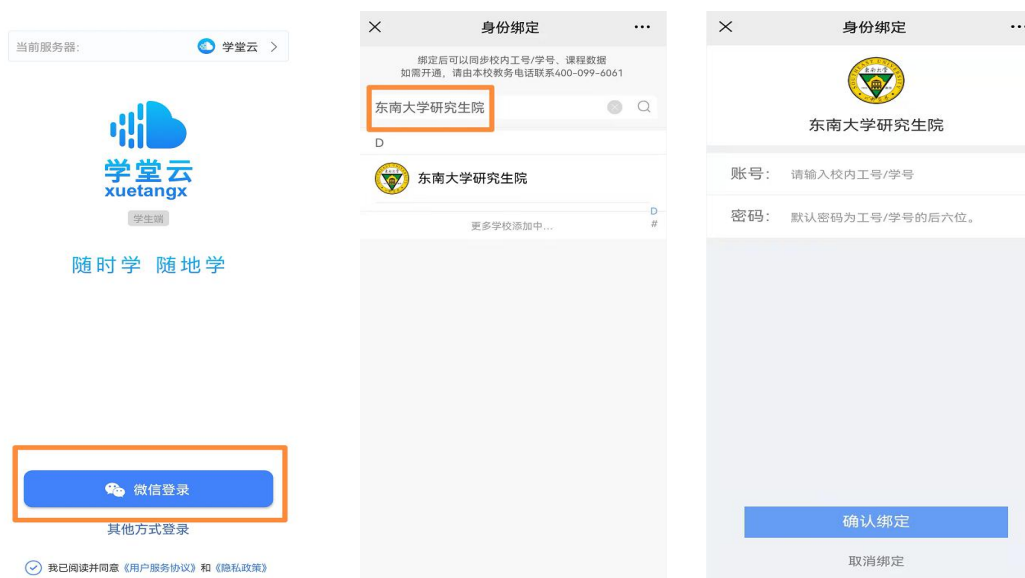 当前服务器:
学堂云 >
学堂云
xuetangx
学生端
随时学 随地学
微信登录
其他方式登录
我已阅读并同意《用户服务协议》和《隐私政策》
身份绑定
绑定后可以同步校内工号/学号、课程数据
如需开通，请由本校教务电话联系400-099-6061
东南大学研究生院
D
东南大学研究生院
更多学校添加中...
D
#
身份绑定
东南大学研究生院
账号: 请输入校内工号/学号
密码: 默认密码为工号/学号的后六位。
确认绑定
取消绑定